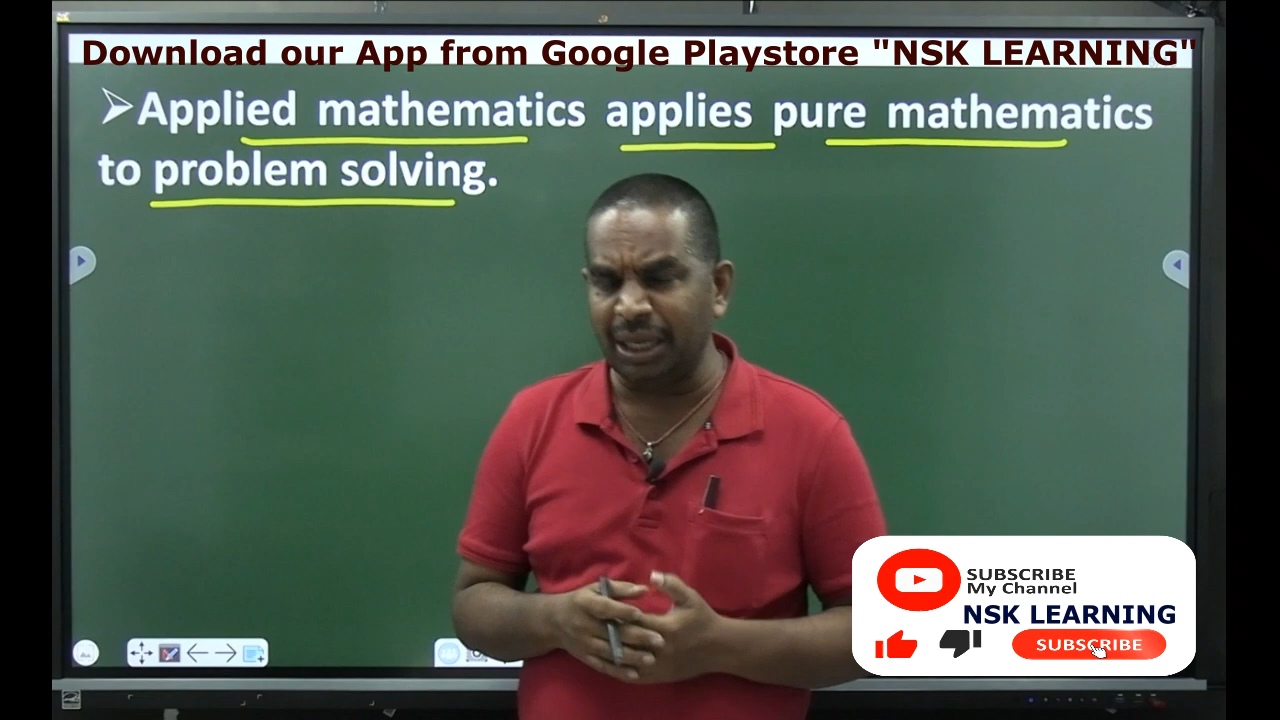 Download our App from Google Playstore "NSK LEARNING"
➢Applied mathematics applies pure mathematics
to problem solving.
SUBSCRIBE
My Channel
NSK LEARNING
SUBSCRIBE